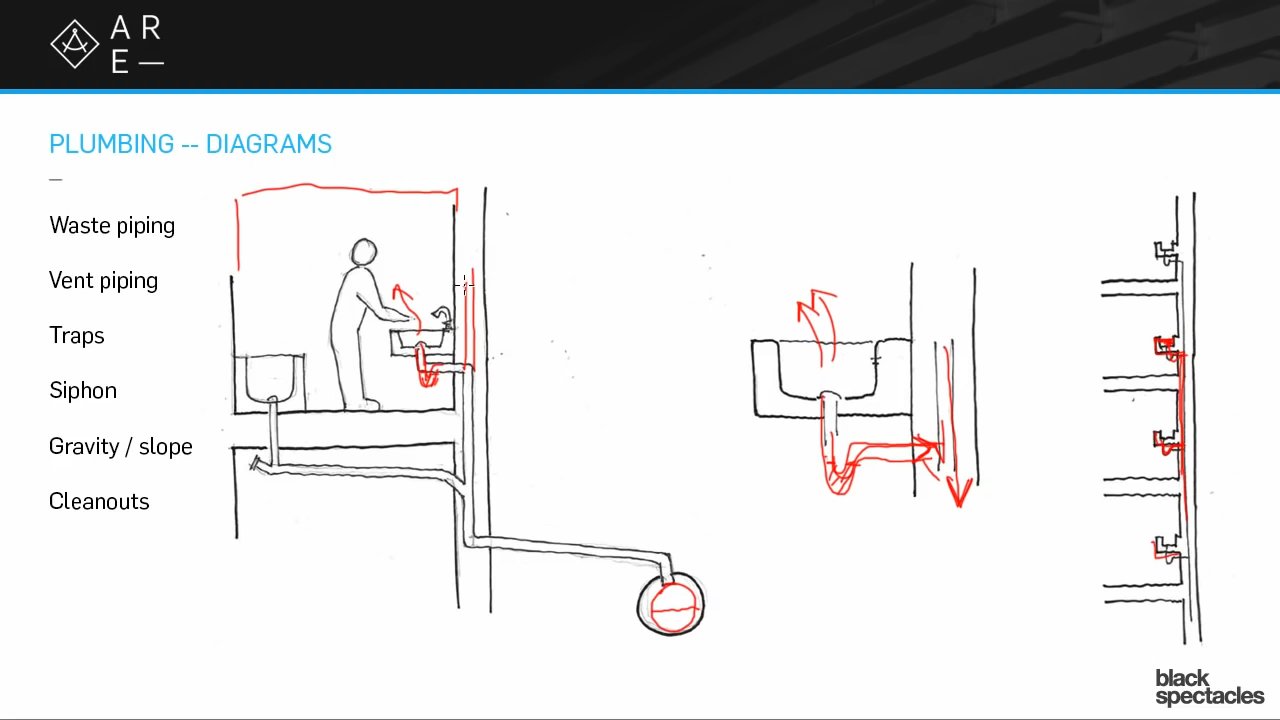 A R
E —
PLUMBING -- DIAGRAMS
—
Waste piping
Vent piping
Traps
Siphon
Gravity / slope
Cleanouts
black
spectacles